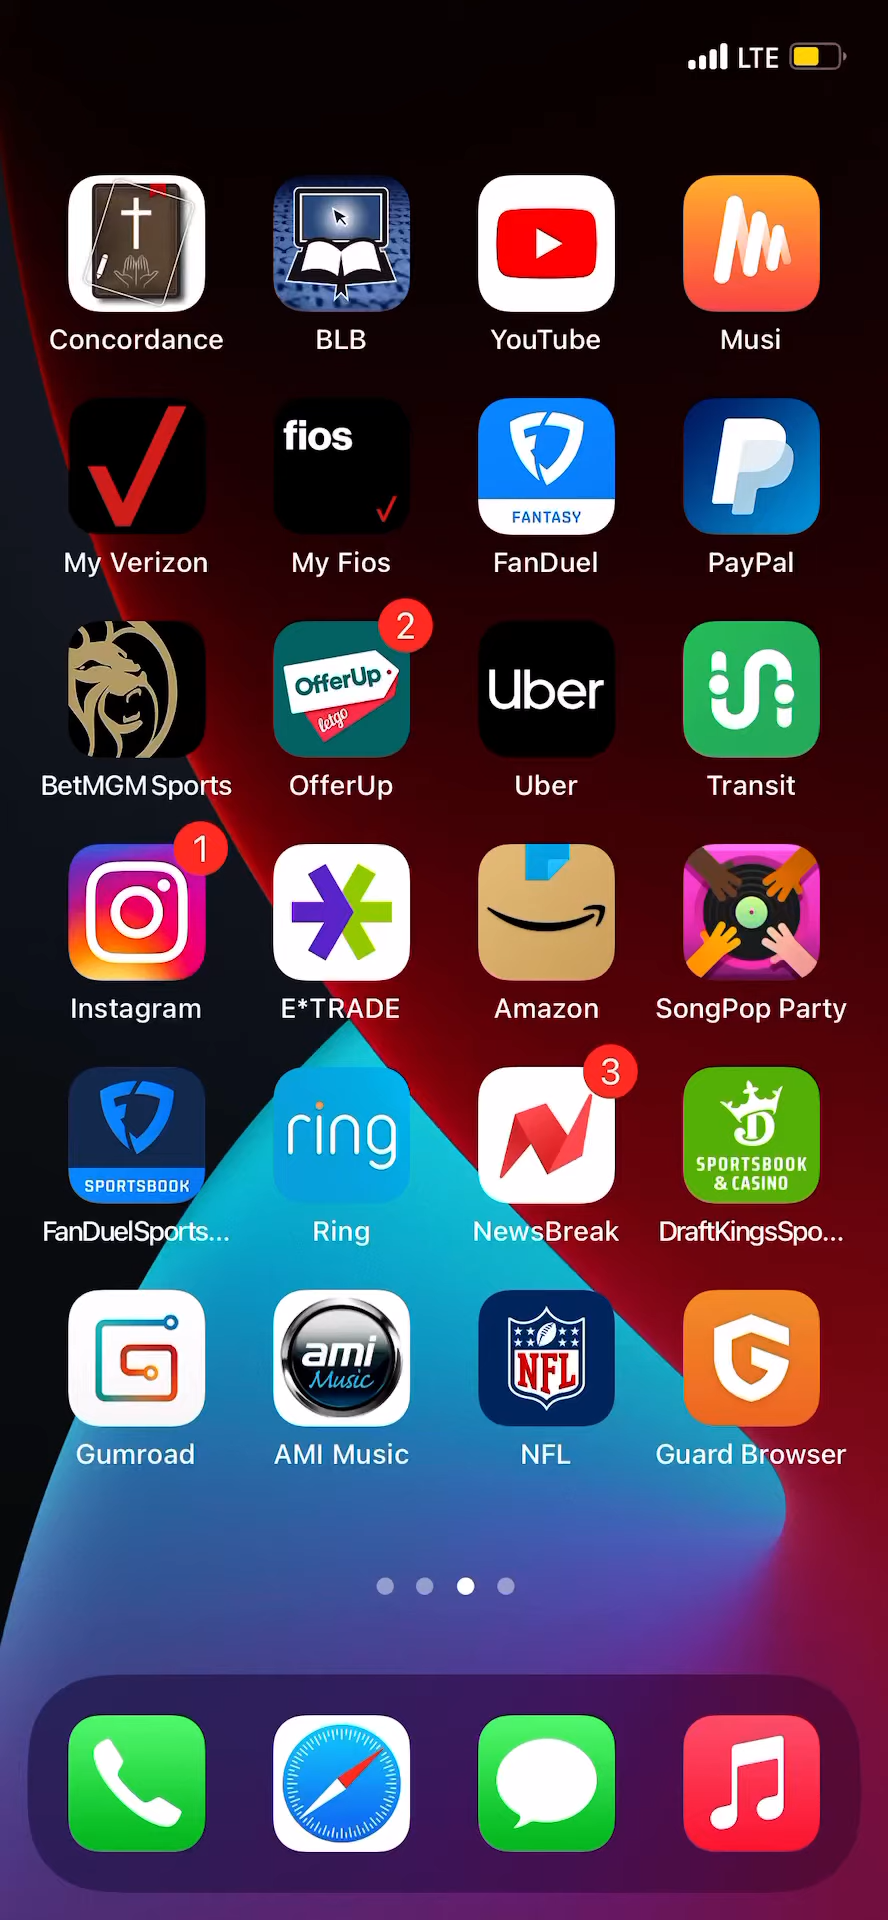 LTE
Concordance
BLB
YouTube
Musi
fios
My Verizon
My Fios
FANTASY
FanDuel
PayPal
2
OfferUp
letgo
Uber
BetMGM Sports
OfferUp
Uber
Transit
1
Instagram
E*TRADE
Amazon
SongPop Party
3
SPORTSBOOK
ring
SPORTSBOOK
& CASINO
FanDuelSports...
Ring
NewsBreak
DraftKingsSpo...
ami
Music
NFL
Gumroad
AMI Music
NFL
Guard Browser